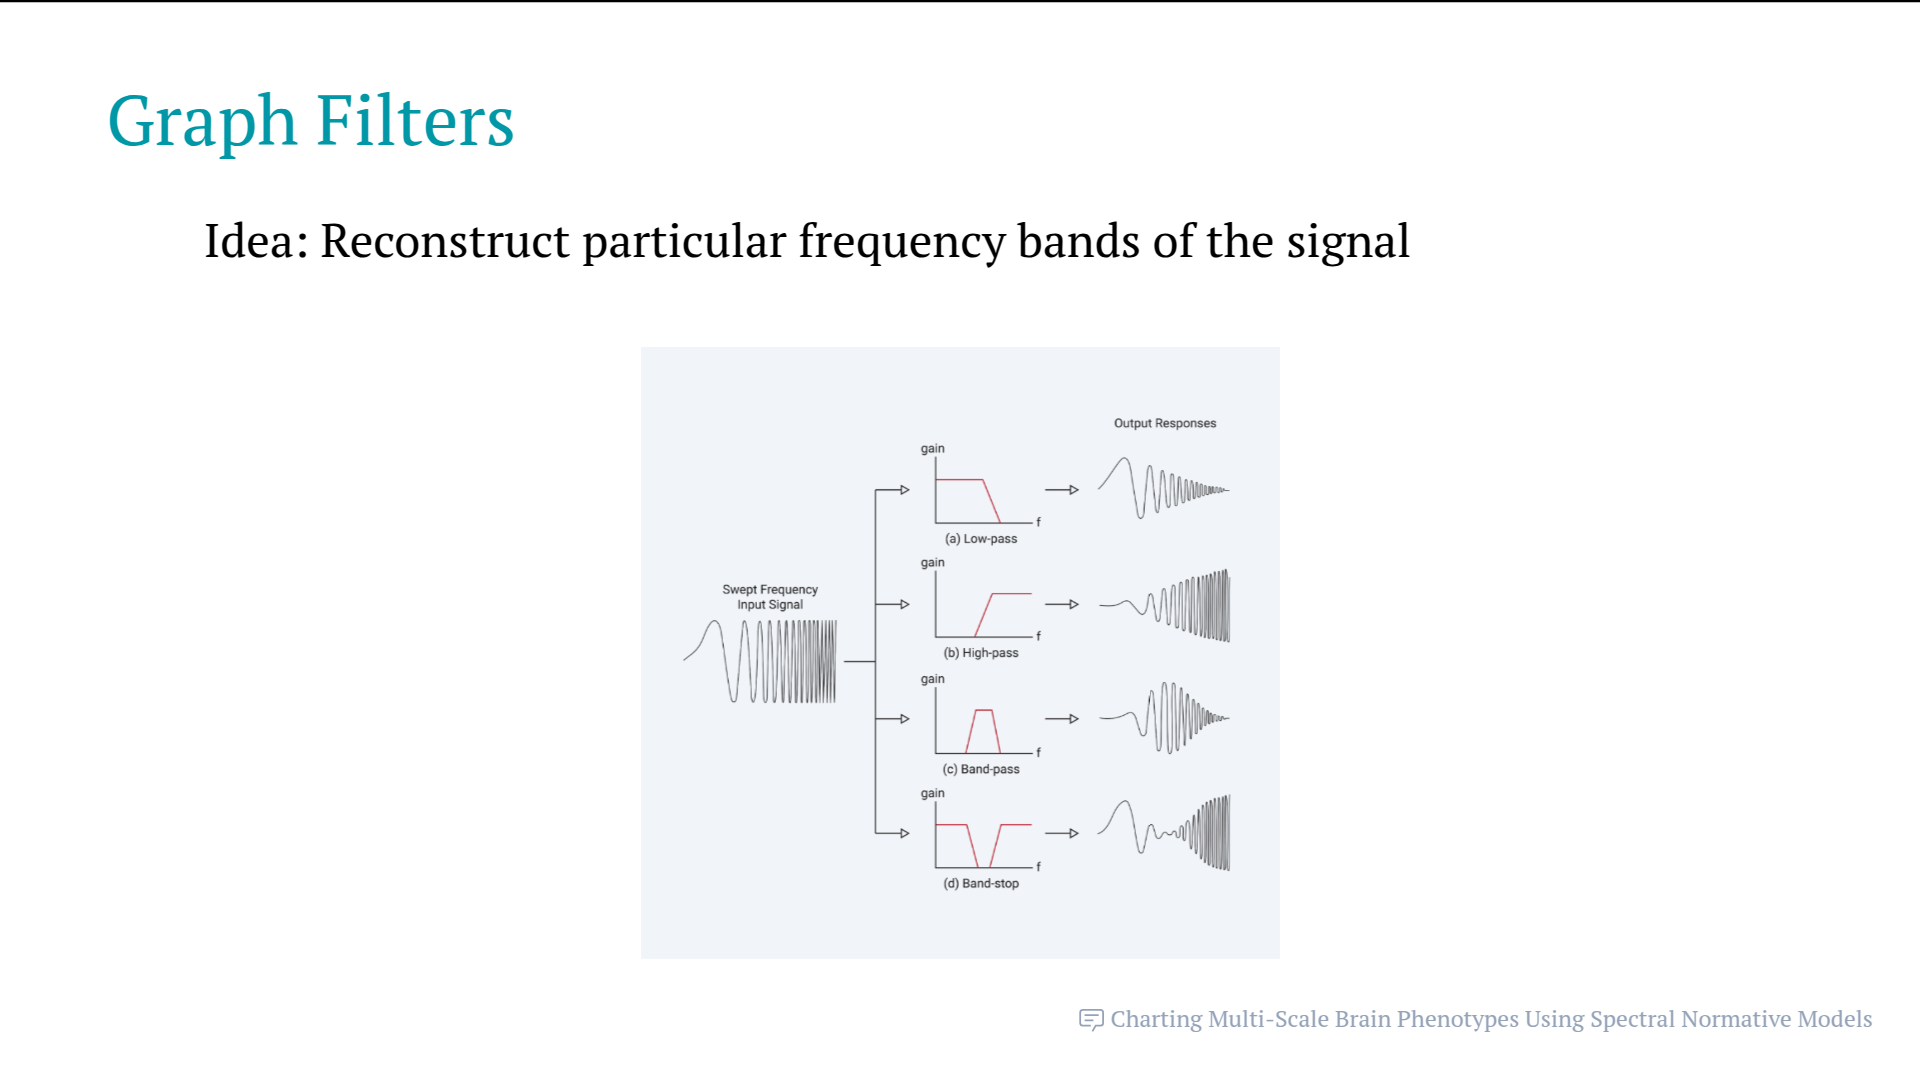 Graph Filters
Idea: Reconstruct particular frequency bands of the signal
Output Responses
gain
f
(a) Low-pass
gain
f
(b) High-pass
Swept Frequency
Input Signal
gain
f
(c) Band-pass
gain
f
(d) Band-stop
Charting Multi-Scale Brain Phenotypes Using Spectral Normative Models